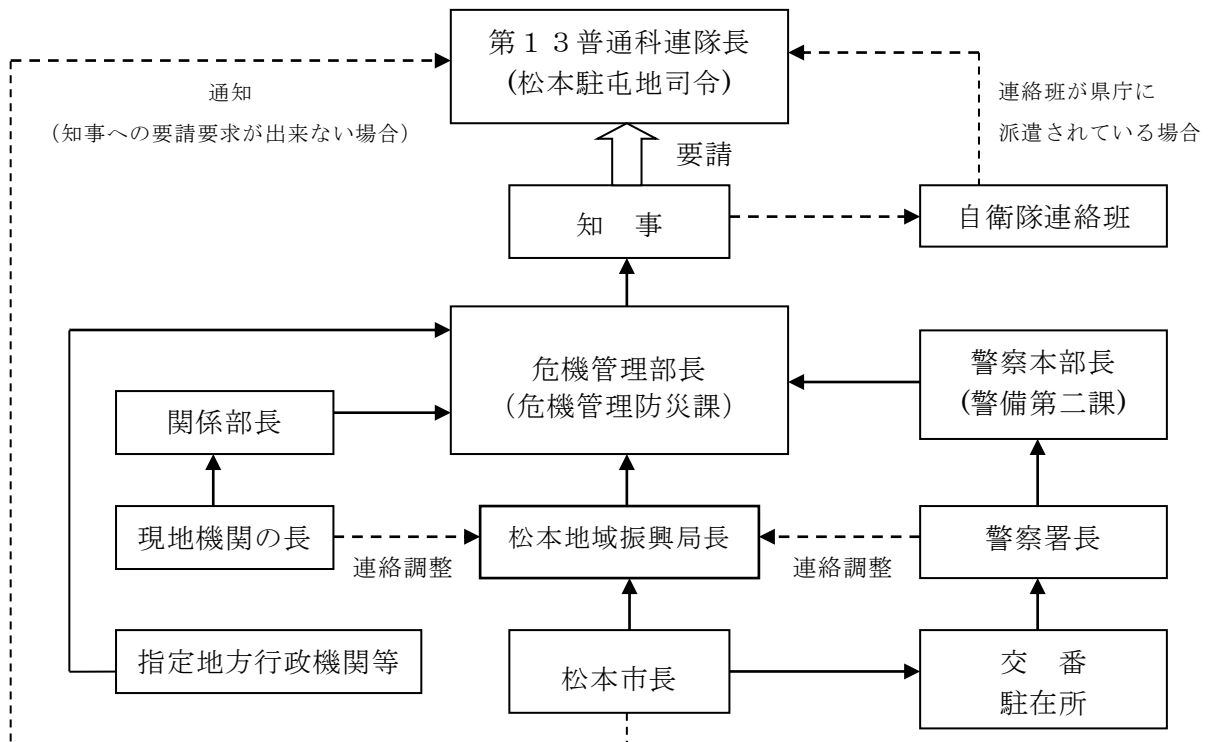 第１３普通科連隊長
(松本駐屯地司令)
通知
（知事への要請要求が出来ない場合）
連絡班が県庁に
派遣されている場合
要請
知　事
自衛隊連絡班
危機管理部長
（危機管理防災課）
警察本部長
(警備第二課)
関係部長
現地機関の長
連絡調整
松本地域振興局長
連絡調整
警察署長
指定地方行政機関等
松本市長
交　番
駐在所